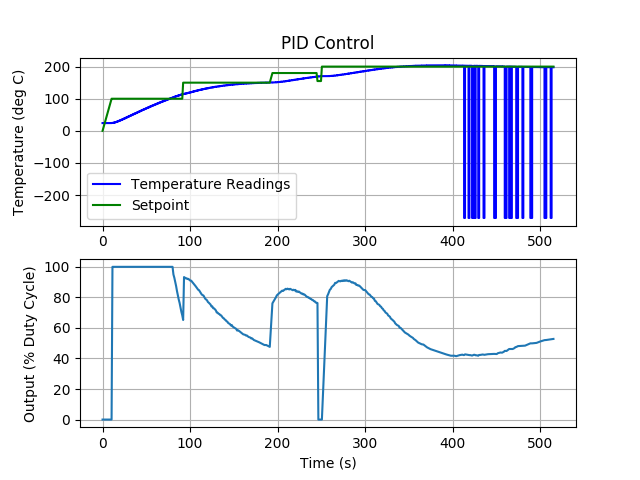 PID Control
Temperature (deg C)
200
100
0
−100
−200
Temperature Readings
Setpoint
0 100 200 300 400 500
Output (% Duty Cycle)
100
80
60
40
20
0
0 100 200 300 400 500
Time (s)